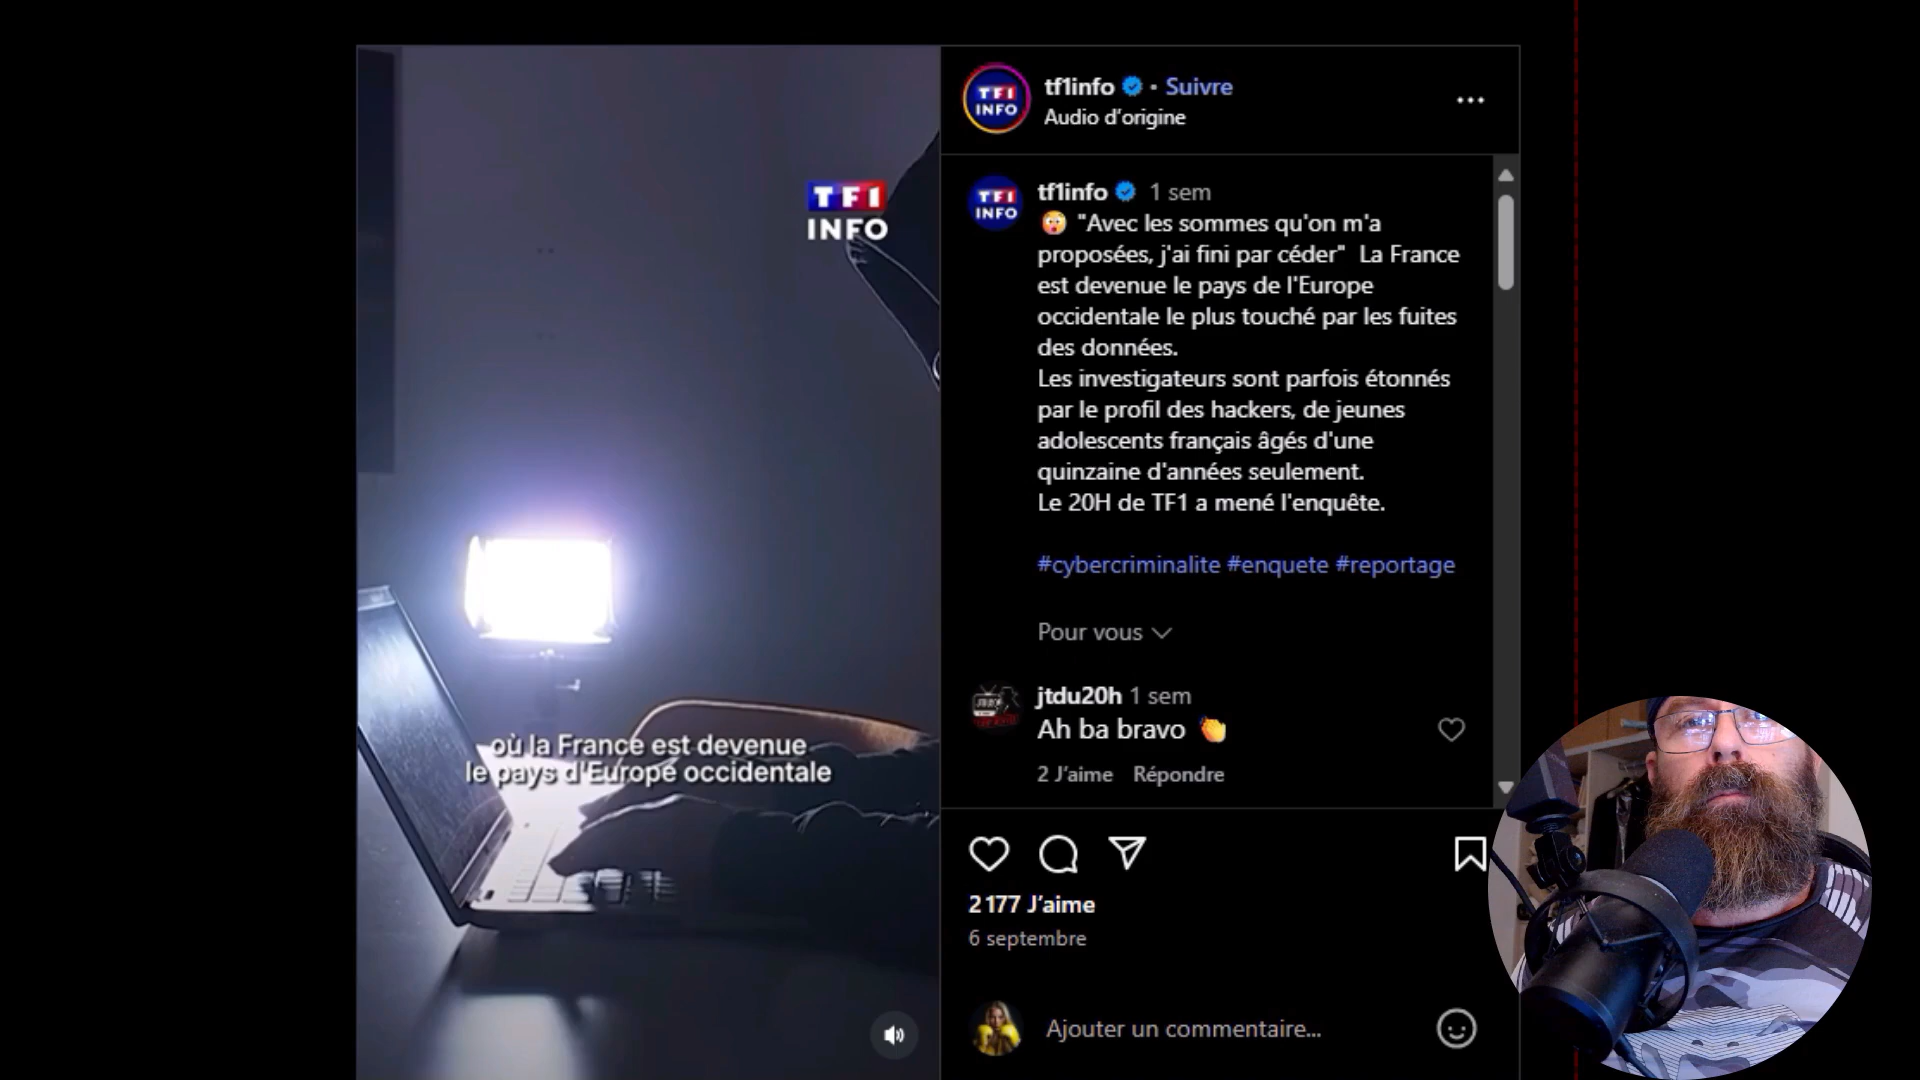 TF1
INFO
où la France est devenue
le pays d'Europe occidentale
TF1
INFO
tf1info • Suivre
Audio d'origine
TF1
INFO
tf1info 1 sem
"Avec les sommes qu'on m'a
proposées, j'ai fini par céder" La France
est devenue le pays de l'Europe
occidentale le plus touché par les fuites
des données.
Les investigateurs sont parfois étonnés
par le profil des hackers, de jeunes
adolescents français âgés d'une
quinzaine d'années seulement.
Le 20H de TF1 a mené l'enquête.
#cybercriminalite #enquete #reportage
Pour vous
jtdu20h 1 sem
Ah ba bravo
2 J'aime Répondre
2 177 J'aime
6 septembre
Ajouter un commentaire...